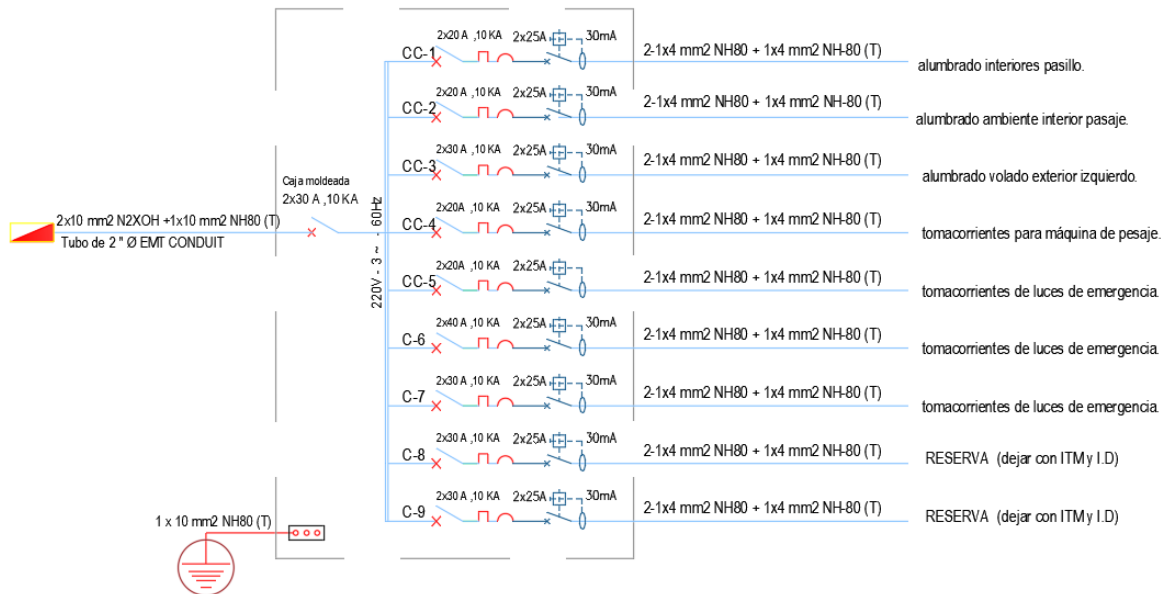 2x20 A ,10 KA 2x25A 30mA
CC-1
2-1x4 mm2 NH80 + 1x4 mm2 NH-80 (T)
alumbrado interiores pasillo.
2x20 A ,10 KA 2x25A 30mA
CC-2
2-1x4 mm2 NH80 + 1x4 mm2 NH-80 (T)
alumbrado ambiente interior pasaje.
2x30 A ,10 KA 2x25A 30mA
CC-3
2-1x4 mm2 NH80 + 1x4 mm2 NH-80 (T)
alumbrado volado exterior izquierdo.
Caja moldeada
2x30 A ,10 KA
2x10 mm2 N2XOH +1x10 mm2 NH80 (T)
Tubo de 2 " Ø EMT CONDUIT
220V - 3 ~ - 60Hz
2x20A ,10 KA 2x25A 30mA
CC-4
2-1x4 mm2 NH80 + 1x4 mm2 NH-80 (T)
tomacorrientes para máquina de pesaje.
2x20A ,10 KA 2x25A 30mA
CC-5
2-1x4 mm2 NH80 + 1x4 mm2 NH-80 (T)
tomacorrientes de luces de emergencia.
2x40 A ,10 KA 2x25A 30mA
C-6
2-1x4 mm2 NH80 + 1x4 mm2 NH-80 (T)
tomacorrientes de luces de emergencia.
2x30 A ,10 KA 2x25A 30mA
C-7
2-1x4 mm2 NH80 + 1x4 mm2 NH-80 (T)
tomacorrientes de luces de emergencia.
2x30 A ,10 KA 2x25A 30mA
C-8
2-1x4 mm2 NH80 + 1x4 mm2 NH-80 (T)
RESERVA (dejar con ITM y I.D)
2x30 A ,10 KA 2x25A 30mA
C-9
2-1x4 mm2 NH80 + 1x4 mm2 NH-80 (T)
RESERVA (dejar con ITM y I.D)
1 x 10 mm2 NH80 (T)